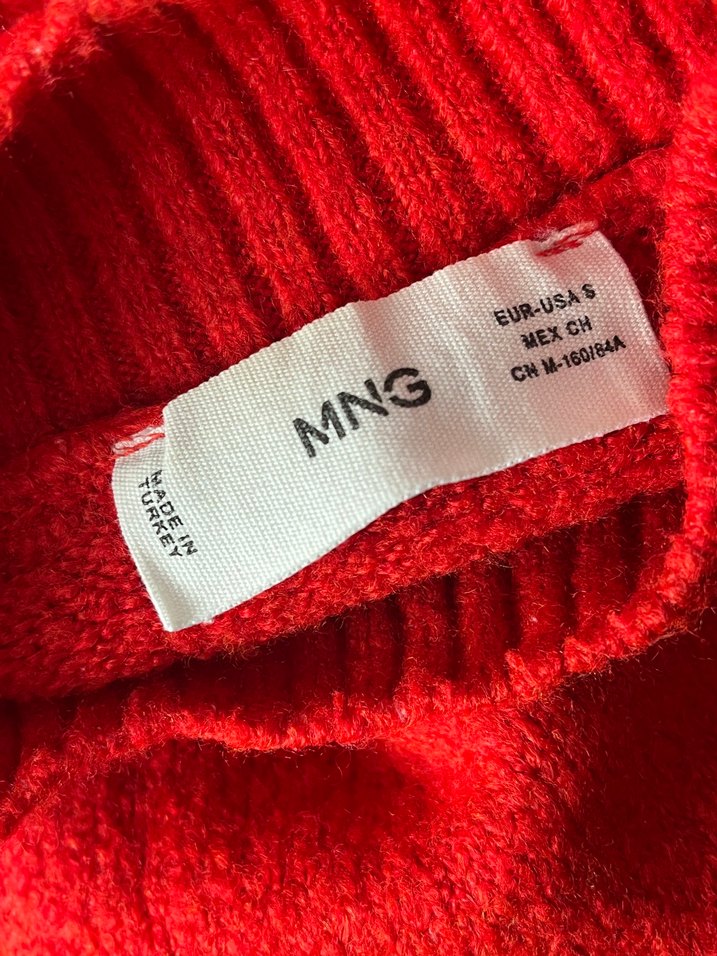 MNG
EUR-USA S
MEX CH
CN M-160/84A
MADE IN
TURKEY